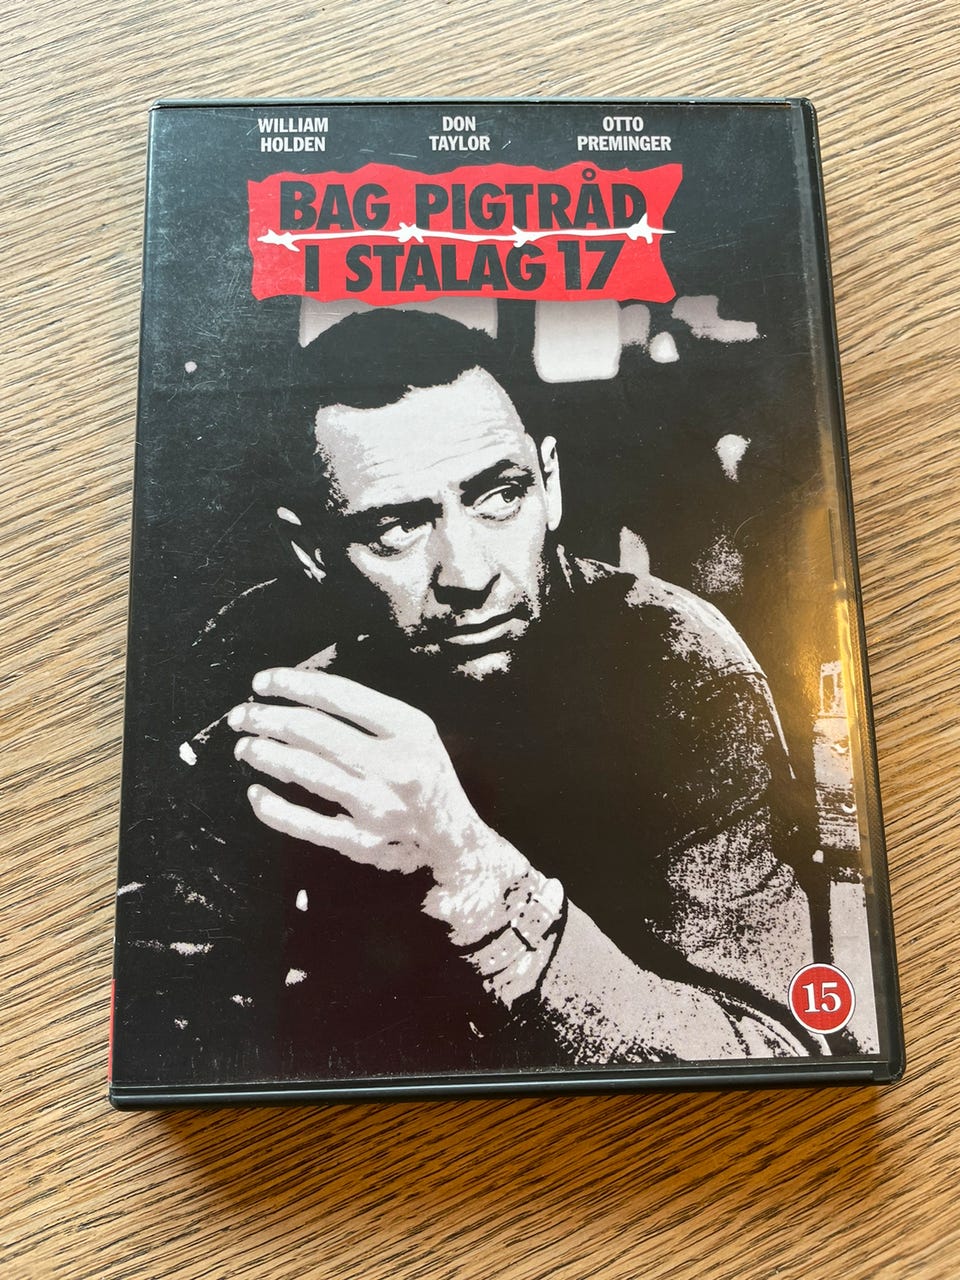 WILLIAM HOLDEN
DON TAYLOR
OTTO PREMINGER
BAG PIGTRÅD
I STALAG 17
15